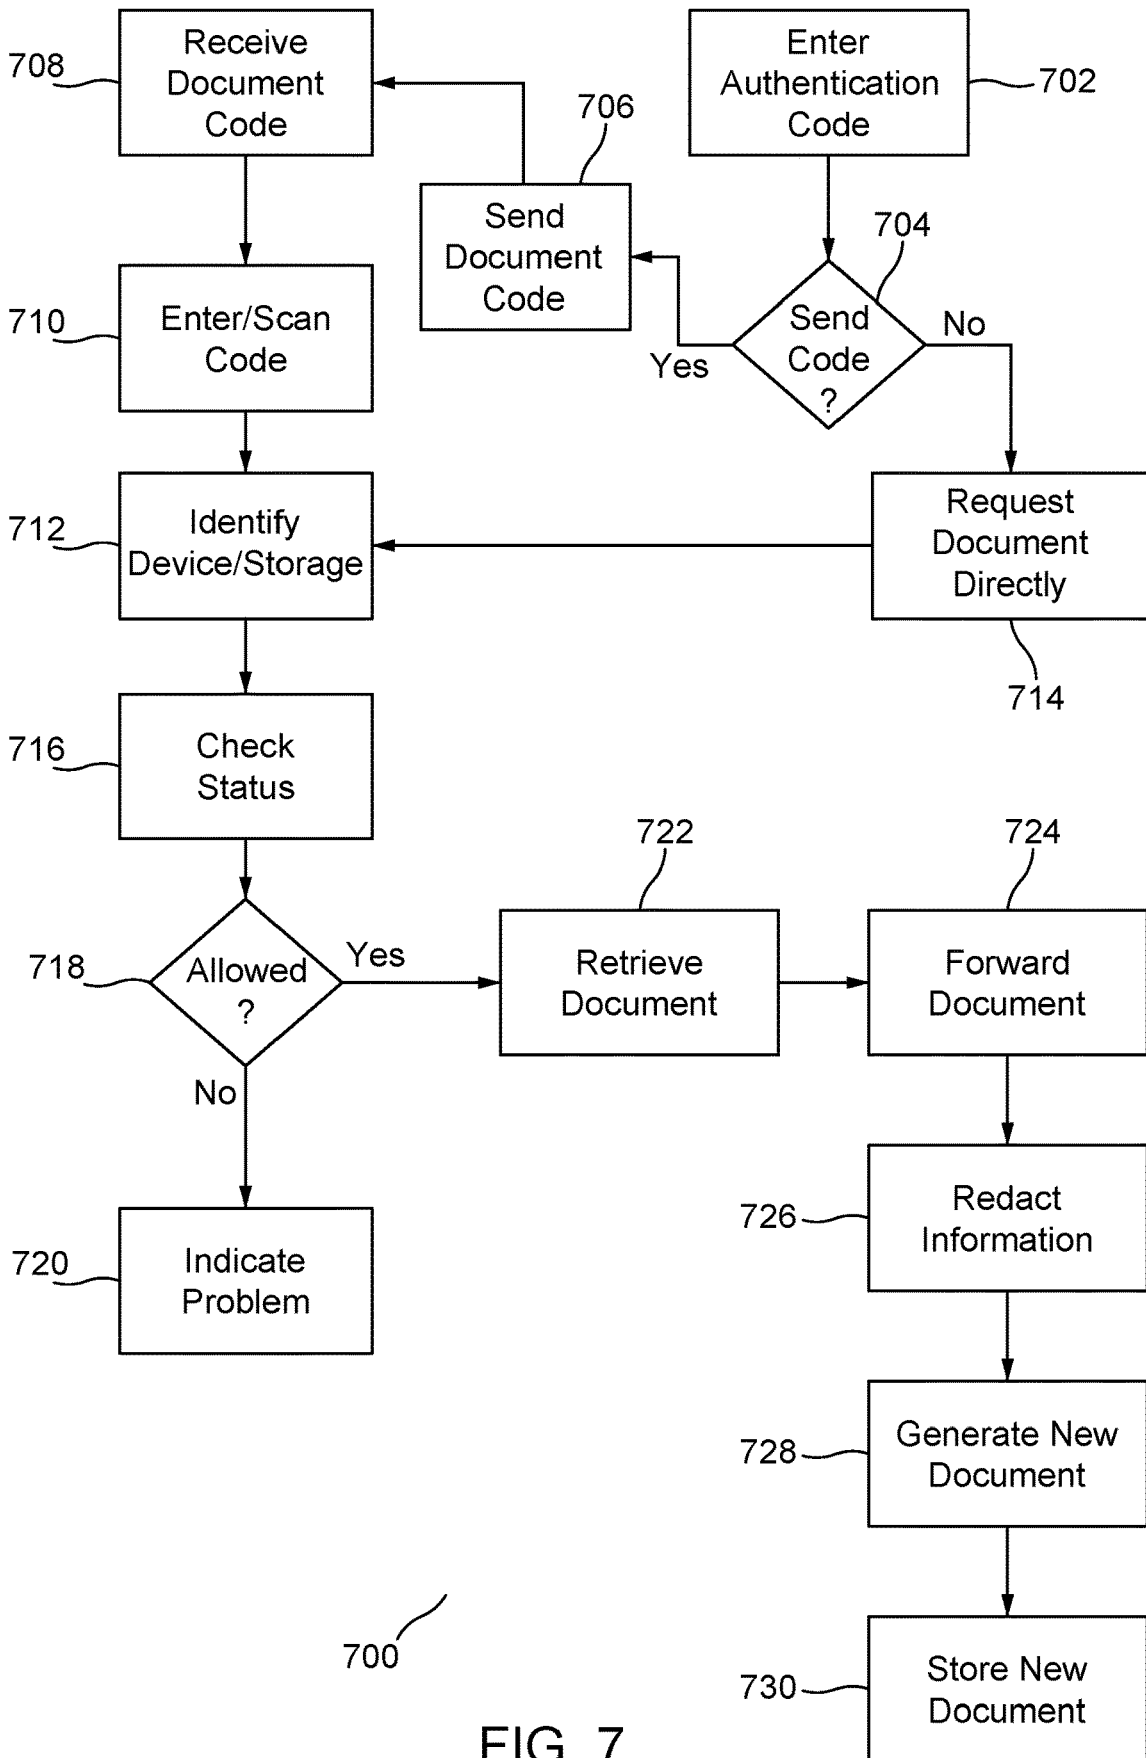 708
Receive
Document
Code
Enter
Authentication
Code
702
706
Send
Document
Code
704
Send
Code
?
Yes
No
710
Enter/Scan
Code
712
Identify
Device/Storage
Request
Document
Directly
714
716
Check
Status
722
724
718
Allowed
?
Yes
No
Retrieve
Document
Forward
Document
726
Redact
Information
720
Indicate
Problem
728
Generate New
Document
700
730
Store New
Document
FIG. 7